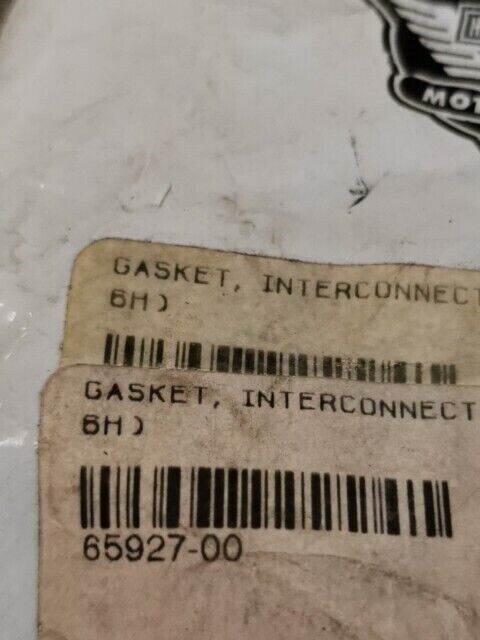 MOT
GASKET, INTERCONNECT
6H)
GASKET, INTERCONNECT
6H)
65927-00